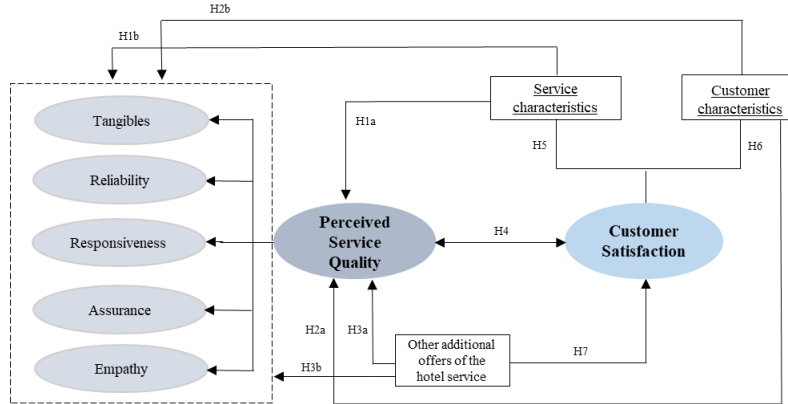 H2b
H1b
Service
characteristics
Customer
characteristics
Tangibles
H1a
H5
H6
Reliability
Perceived
Service
Quality
Customer
Satisfaction
Responsiveness
H4
Assurance
H2a
H3a
Other additional
offers of the
hotel service
H7
Empathy
H3b